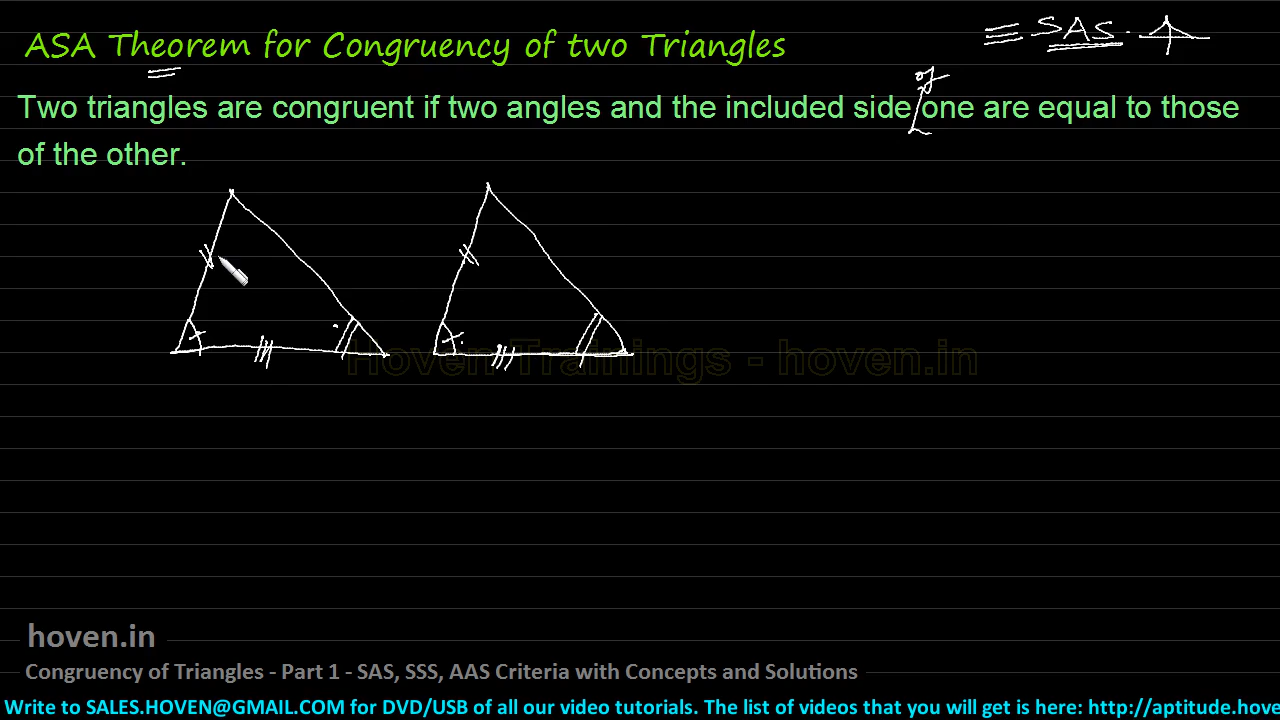 ASA Theorem for Congruency of two Triangles
≡ SAS.
of
Two triangles are congruent if two angles and the included side one are equal to those
of the other.
Hoven Trainings - hoven.in
hoven.in
Congruency of Triangles - Part 1 - SAS, SSS, AAS Criteria with Concepts and Solutions
Write to SALES.HOVEN@GMAIL.COM for DVD/USB of all our video tutorials. The list of videos that you will get is here: http://aptitude.hove